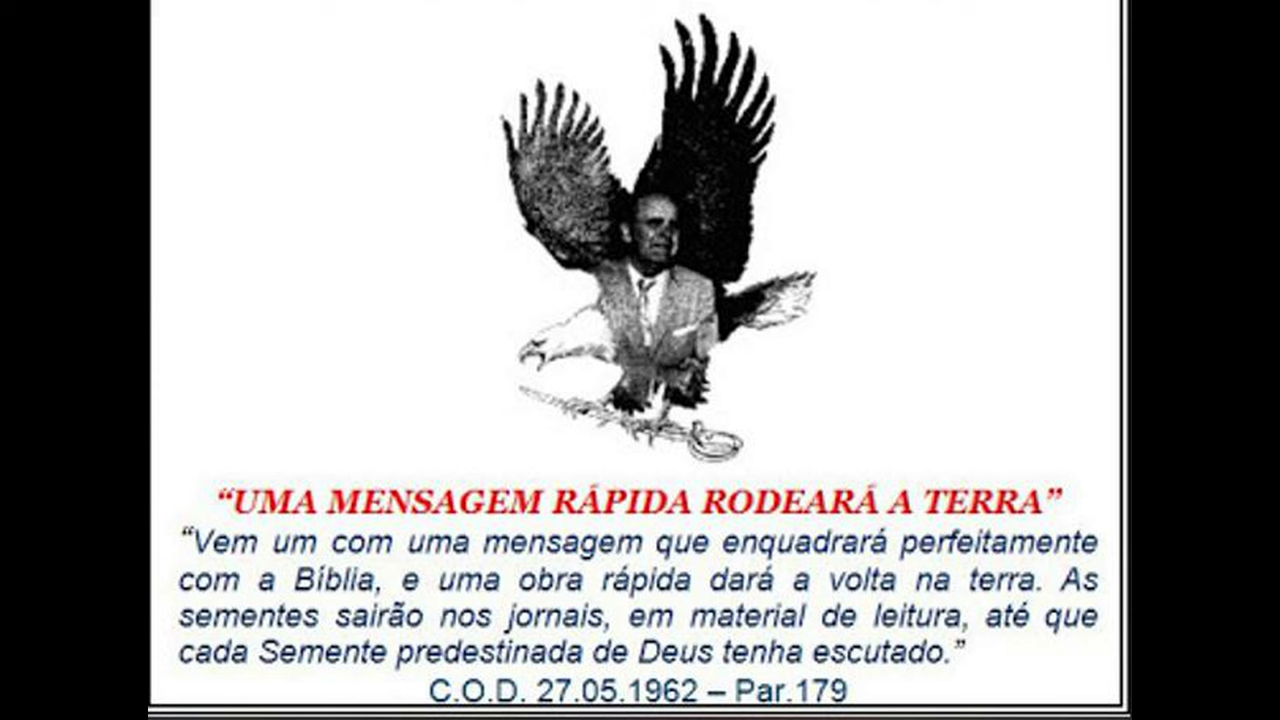 “UMA MENSAGEM RÁPIDA RODEARÁ A TERRA”
“Vem um com uma mensagem que enquadrará perfeitamente
com a Bíblia, e uma obra rápida dará a volta na terra. As
sementes sairão nos jornais, em material de leitura, até que
cada Semente predestinada de Deus tenha escutado.”
C.O.D. 27.05.1962 – Par.179